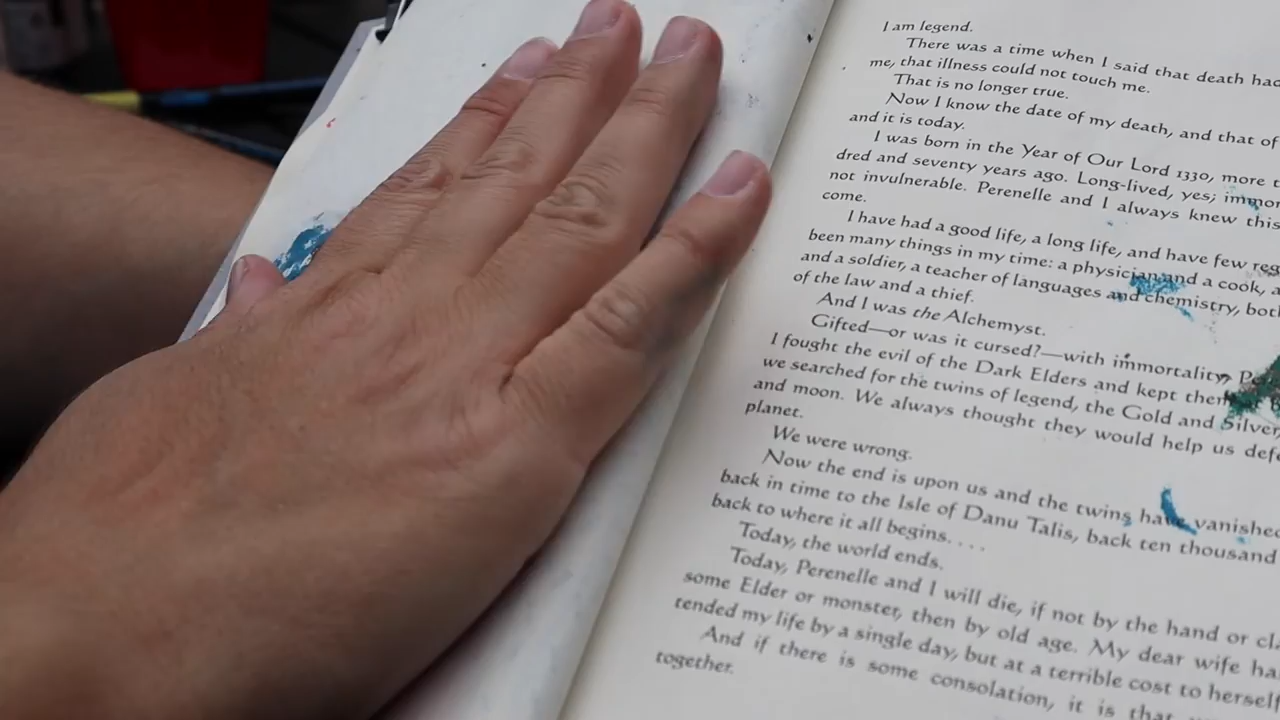 I am legend.
There was a time when I said that death had
me, that illness could not touch me.
That is no longer true.
Now I know the date of my death, and that of
and it is today.
I was born in the Year of Our Lord 1330, more t
dred and seventy years ago. Long-lived, yes; immor
not invulnerable. Perenelle and I always knew this
come.
I have had a good life, a long life, and have few reg
been many things in my time: a physician and a cook, a
and a soldier, a teacher of languages and chemistry, both
of the law and a thief.
And I was the Alchemyst.
Gifted—or was it cursed?—with immortality, Pe
I fought the evil of the Dark Elders and kept them
we searched for the twins of legend, the Gold and Silver,
and moon. We always thought they would help us defe
planet.
We were wrong.
Now the end is upon us and the twins have vanished
back in time to the Isle of Danu Talis, back ten thousand
back to where it all begins. . . .
Today, the world ends.
Today, Perenelle and I will die, if not by the hand or cla
some Elder or monster, then by old age. My dear wife ha
tended my life by a single day, but at a terrible cost to herself
And if there is some consolation, it is that
together.